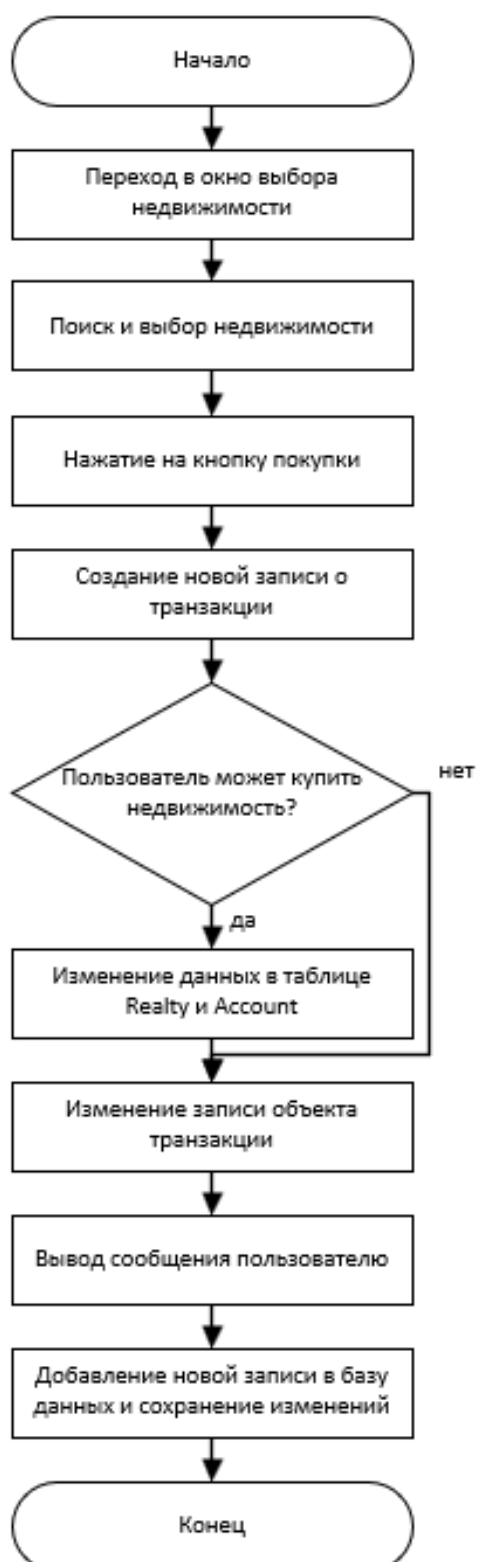 Начало
Переход в окно выбора
недвижимости
Поиск и выбор недвижимости
Нажатие на кнопку покупки
Создание новой записи о
транзакции
Пользователь может купить
недвижимость?
нет
да
Изменение данных в таблице
Realty и Account
Изменение записи объекта
транзакции
Вывод сообщения пользователю
Добавление новой записи в базу
данных и сохранение изменений
Конец